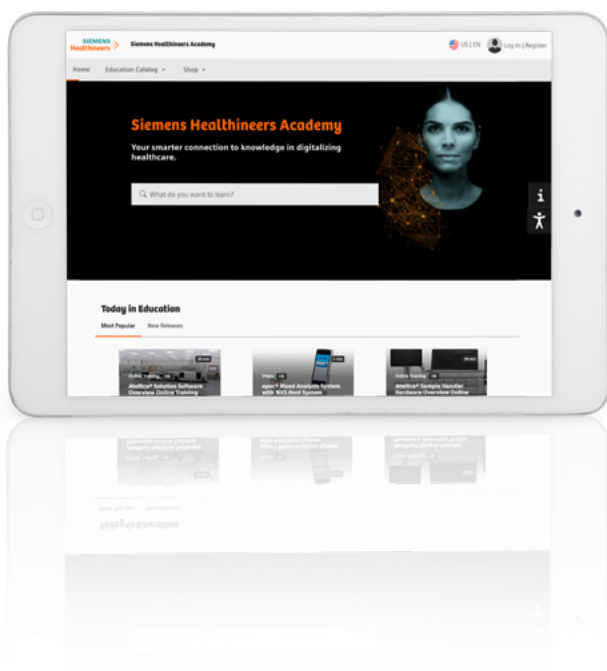 SIEMENS
Healthineers
Siemens Healthineers Academy
US | EN
Log In | Register
Home
Education Catalog
Shop
Siemens Healthineers Academy
Your smarter connection to knowledge in digitalizing
healthcare.
What do you want to learn?
i
Today in Education
Most Popular
New Releases
Online Training
Atellica® Solution Software
Overview Online Training
Video
epoc® Blood Analysis System
with NXS Host System
Online Training
Atellica® Sample Handler
Hardware Overview Online